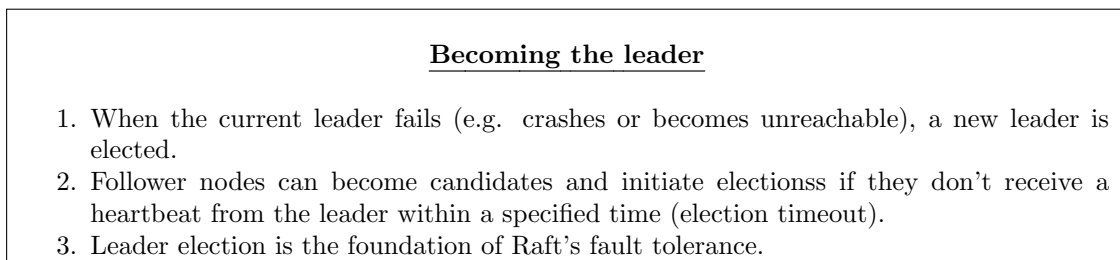 Becoming the leader
1. When the current leader fails (e.g. crashes or becomes unreachable), a new leader is
elected.
2. Follower nodes can become candidates and initiate electionss if they don't receive a
heartbeat from the leader within a specified time (election timeout).
3. Leader election is the foundation of Raft's fault tolerance.